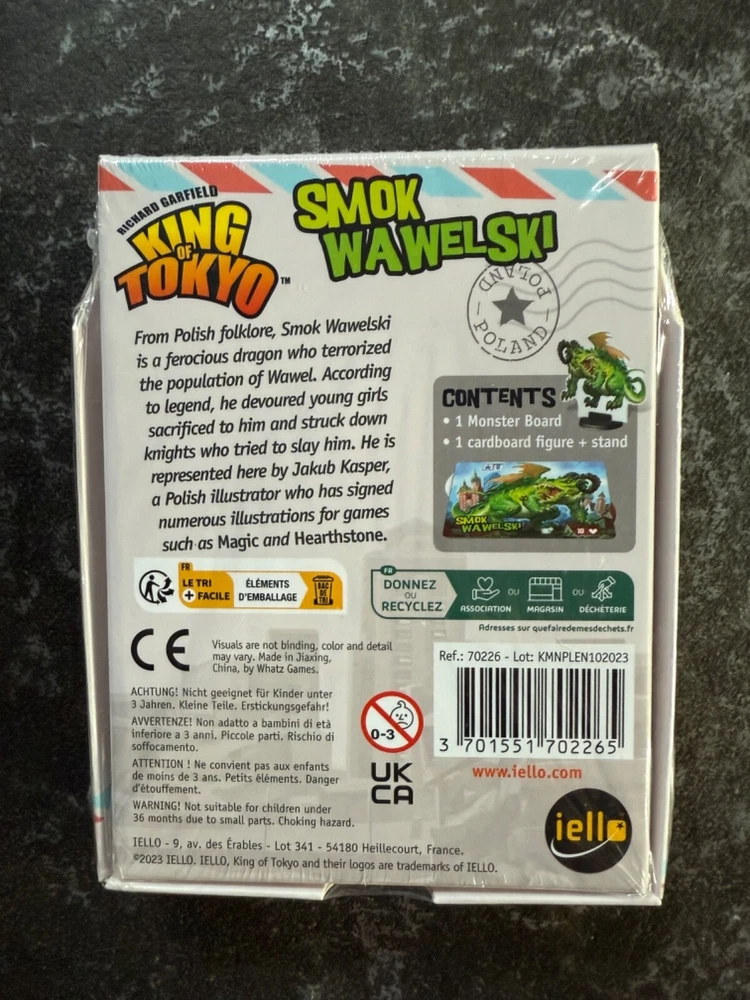 RICHARD GARFIELD
KING
OF
TOKYO™
SMOK
WAWELSKI
POLAND
POLAND
From Polish folklore, Smok Wawelski
is a ferocious dragon who terrorized
the population of Wawel. According
to legend, he devoured young girls
sacrificed to him and struck down
knights who tried to slay him. He is
represented here by Jakub Kasper,
a Polish illustrator who has signed
numerous illustrations for games
such as Magic and Hearthstone.
CONTENTS
• 1 Monster Board
• 1 cardboard figure + stand
SMOK
WAWELSKI
FR
LE TRI
+ FACILE
ÉLÉMENTS
D'EMBALLAGE
BAC
DE
TRI
FR
DONNEZ
OU
RECYCLEZ
ASSOCIATION
OU
MAGASIN
OU
DÉCHÈTERIE
Adresses sur quefairedemesdechets.fr
CE
Visuals are not binding, color and detail
may vary. Made in Jiaxing,
China, by Whatz Games.
Ref.: 70226 - Lot: KMNPLEN102023
3 701551 702265
www.iello.com
ACHTUNG! Nicht geeignet für Kinder unter
3 Jahren. Kleine Teile. Erstickungsgefahr!
AVVERTENZE! Non adatto a bambini di età
inferiore a 3 anni. Piccole parti. Rischio di
soffocamento.
ATTENTION ! Ne convient pas aux enfants
de moins de 3 ans. Petits éléments. Danger
d'étouffement.
WARNING! Not suitable for children under
36 months due to small parts. Choking hazard.
0-3
UK
CA
iello
IELLO - 9, av. des Érables - Lot 341 - 54180 Heillecourt, France.
©2023 IELLO. IELLO, King of Tokyo and their logos are trademarks of IELLO.